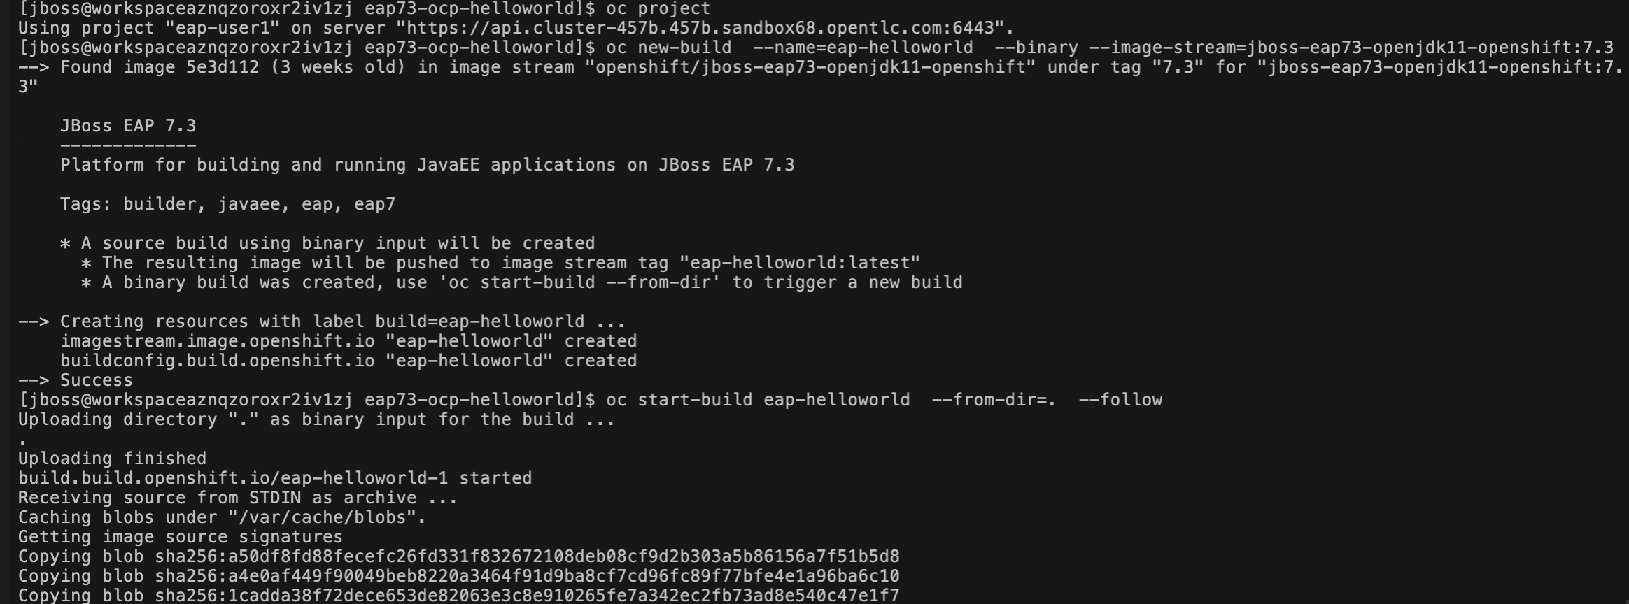 [jboss@workspaceaznqzoroxr2iv1zj eap73-ocp-helloworld]$ oc project
Using project "eap-user1" on server "https://api.cluster-457b.457b.sandbox68.opentlc.com:6443".
[jboss@workspaceaznqzoroxr2iv1zj eap73-ocp-helloworld]$ oc new-build  --name=eap-helloworld  --binary --image-stream=jboss-eap73-openjdk11-openshift:7.3
--> Found image 5e3d112 (3 weeks old) in image stream "openshift/jboss-eap73-openjdk11-openshift" under tag "7.3" for "jboss-eap73-openjdk11-openshift:7.
3"
JBoss EAP 7.3
-------------
Platform for building and running JavaEE applications on JBoss EAP 7.3
Tags: builder, javaee, eap, eap7
* A source build using binary input will be created
* The resulting image will be pushed to image stream tag "eap-helloworld:latest"
* A binary build was created, use 'oc start-build --from-dir' to trigger a new build
--> Creating resources with label build=eap-helloworld ...
imagestream.image.openshift.io "eap-helloworld" created
buildconfig.build.openshift.io "eap-helloworld" created
--> Success
[jboss@workspaceaznqzoroxr2iv1zj eap73-ocp-helloworld]$ oc start-build eap-helloworld  --from-dir=.  --follow
Uploading directory "." as binary input for the build ...
.
Uploading finished
build.build.openshift.io/eap-helloworld-1 started
Receiving source from STDIN as archive ...
Caching blobs under "/var/cache/blobs".
Getting image source signatures
Copying blob sha256:a50df8fd88fecefc26fd331f832672108deb08cf9d2b303a5b86156a7f51b5d8
Copying blob sha256:a4e0af449f90049beb8220a3464f91d9ba8cf7cd96fc89f77bfe4e1a96ba6c10
Copying blob sha256:1cadda38f72dece653de82063e3c8e910265fe7a342ec2fb73ad8e540c47e1f7